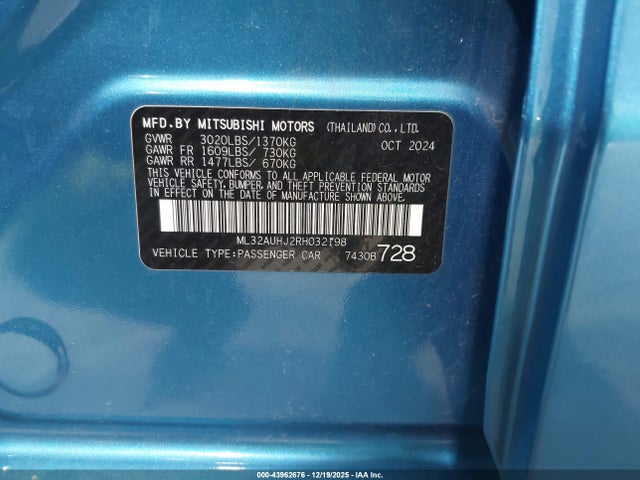 MFD.BY MITSUBISHI MOTORS (THAILAND) CO.,LTD.
GVWR 3020LBS/1370KG OCT 2024
GAWR FR 1609LBS/ 730KG
GAWR RR 1477LBS/ 670KG
THIS VEHICLE CONFORMS TO ALL APPLICABLE FEDERAL MOTOR
VEHICLE SAFETY, BUMPER, AND THEFT PREVENTION STANDARDS
IN EFFECT ON THE DATE OF MANUFACTURE SHOWN ABOVE.
ML32AUHJ2RH032198
VEHICLE TYPE:PASSENGER CAR 7430B 728
00-43962676 - 12/19/2025 - IAA Inc.